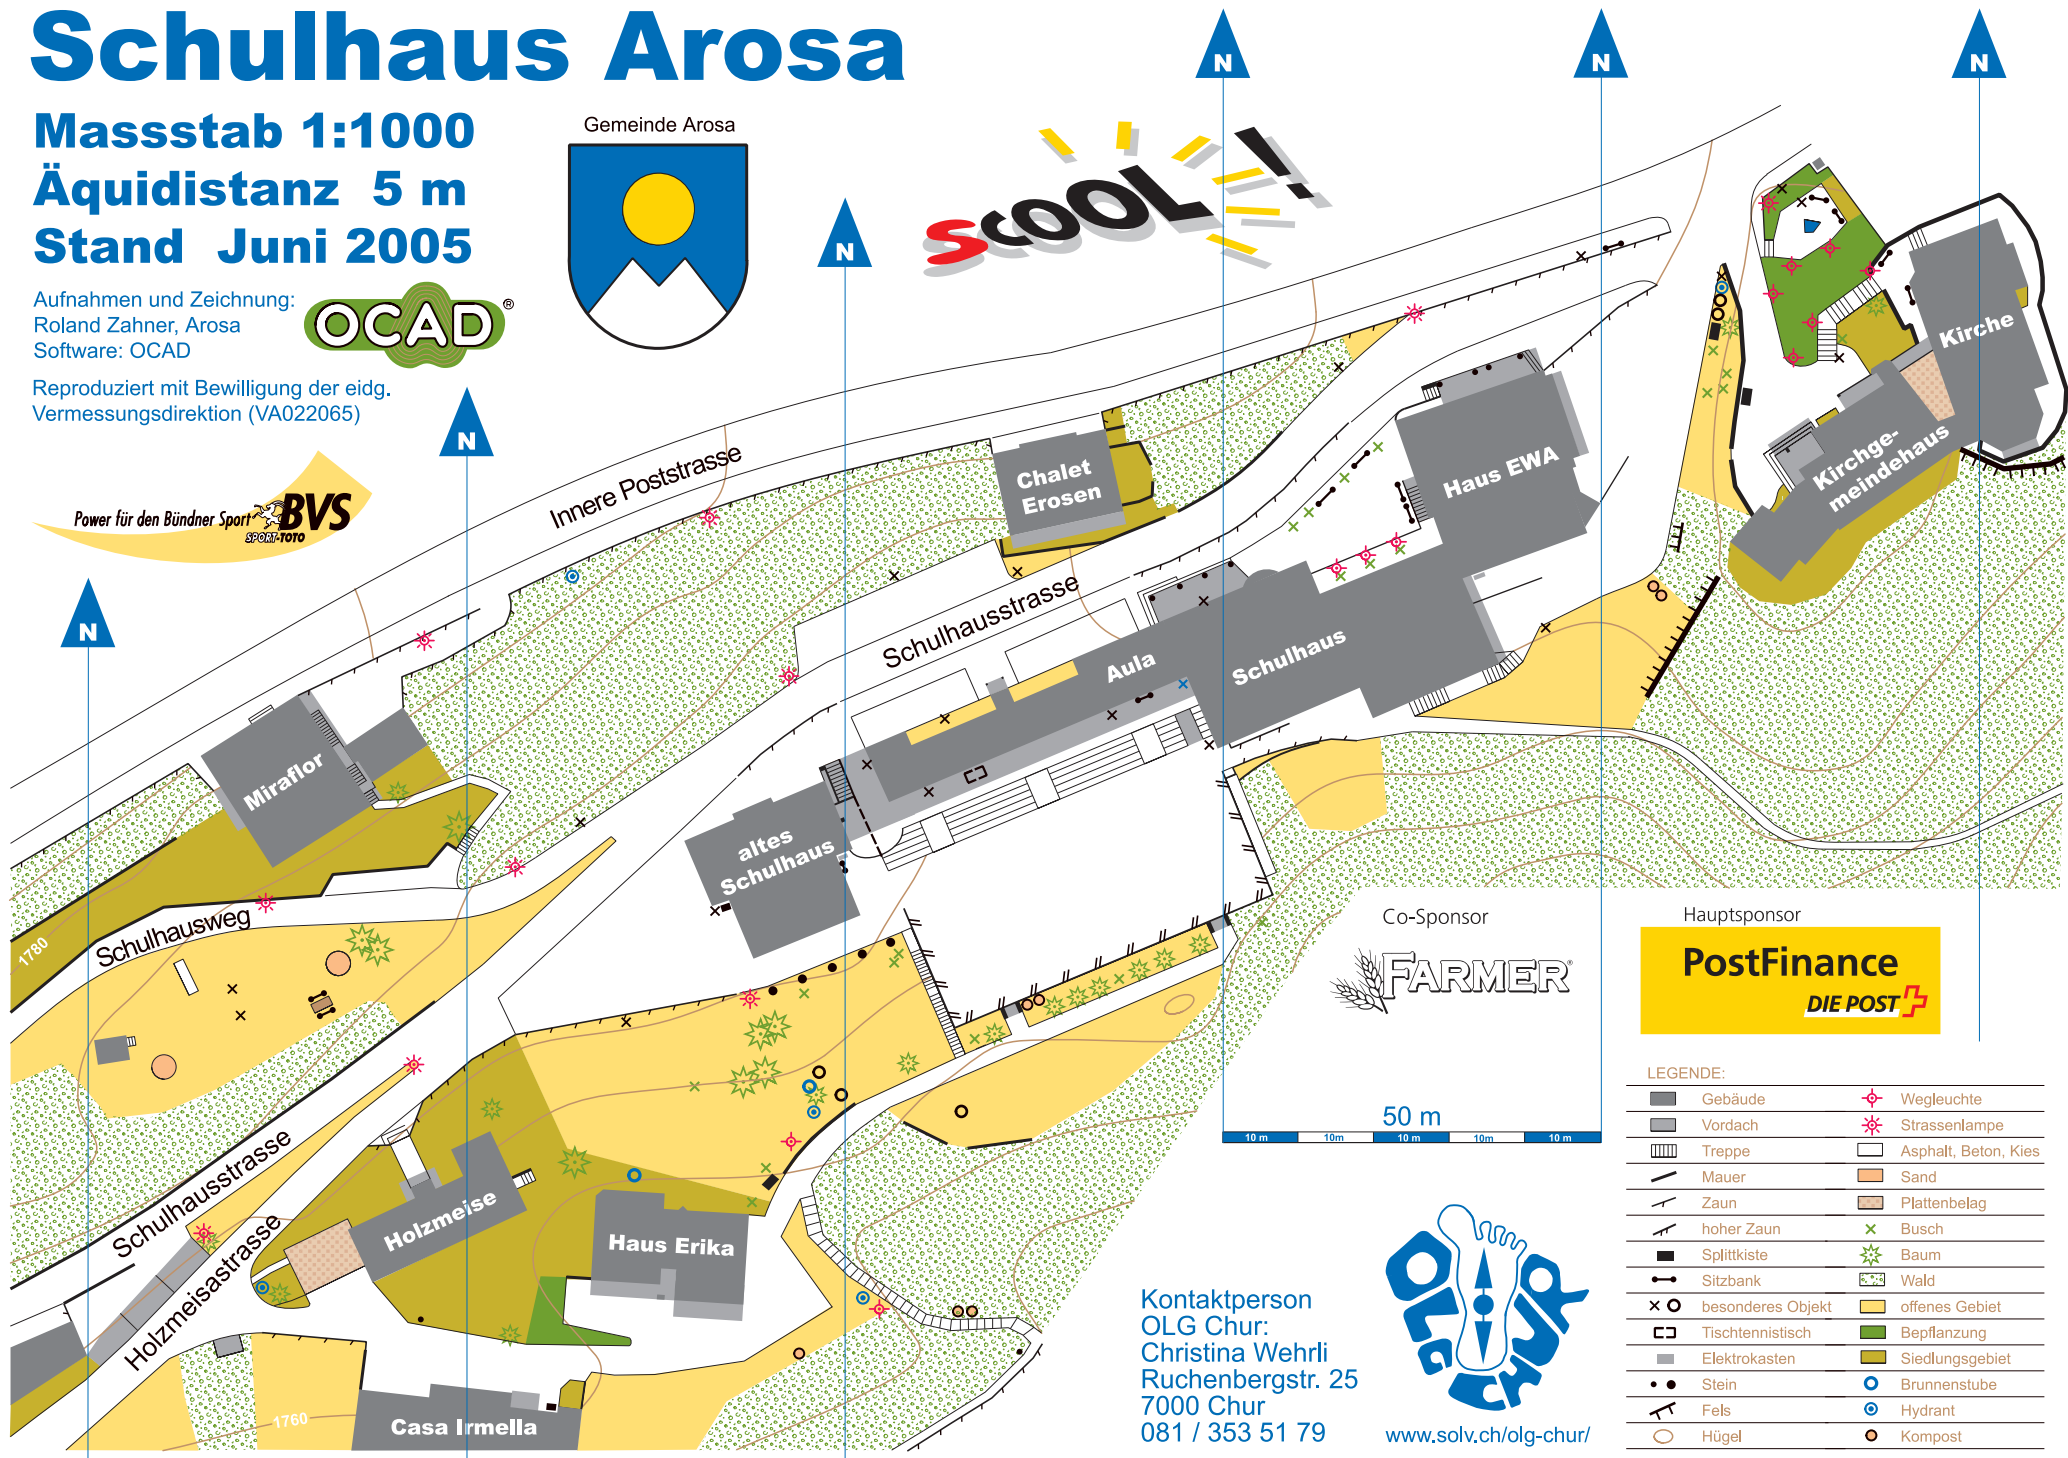 Schulhaus Arosa
Massstab 1:1000
Äquidistanz 5 m
Stand Juni 2005
Aufnahmen und Zeichnung:
Roland Zahner, Arosa
Software: OCAD
OCAD®
Reproduziert mit Bewilligung der eidg.
Vermessungsdirektion (VA022065)
Power für den Bündner Sport
BVS
SPORT-TOTO
Gemeinde Arosa
sCOOL!
N
N
N
N
N
N
Innere Poststrasse
Chalet
Erosen
Schulhausstrasse
Haus EWA
Kirche
Kirchge-
meindehaus
Aula
Schulhaus
Miraflor
altes
Schulhaus
Schulhausweg
1780
Schulhausstrasse
Holzmeisastrasse
Holzmeise
Haus Erika
Casa Irmella
1760
Co-Sponsor
FARMER
Hauptsponsor
PostFinance
DIE POST
50 m
10 m 10m 10 m 10m 10 m
Kontaktperson
OLG Chur:
Christina Wehrli
Ruchenbergstr. 25
7000 Chur
081 / 353 51 79
OLG CHUR
www.solv.ch/olg-chur/
LEGENDE:
Gebäude Wegleuchte
Vordach Strassenlampe
Treppe Asphalt, Beton, Kies
Mauer Sand
Zaun Plattenbelag
hoher Zaun Busch
Splittkiste Baum
Sitzbank Wald
besonderes Objekt offenes Gebiet
Tischtennistisch Bepflanzung
Elektrokasten Siedlungsgebiet
Stein Brunnenstube
Fels Hydrant
Hügel Kompost